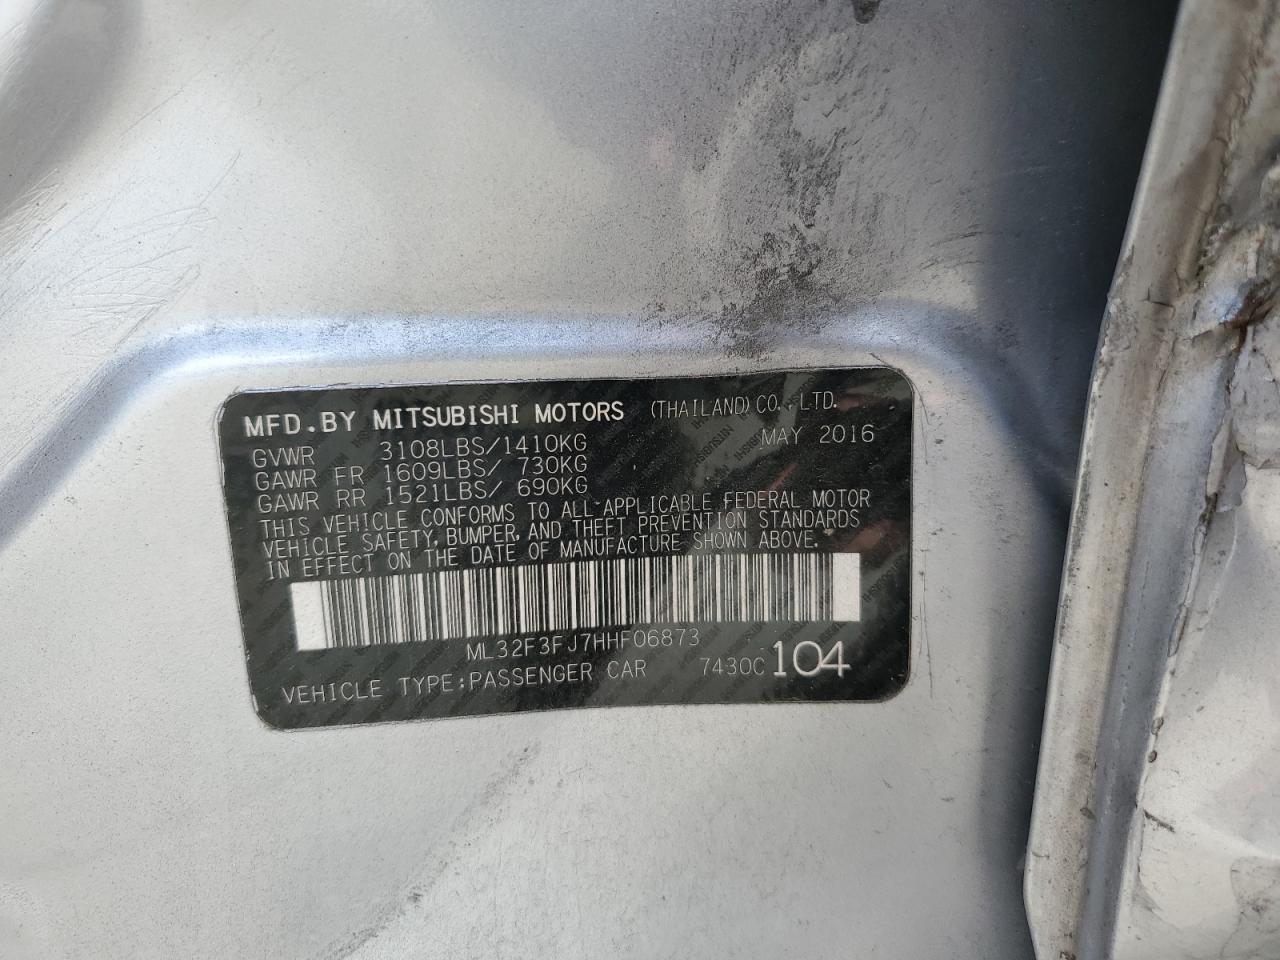 MFD.BY MITSUBISHI MOTORS (THAILAND) CO.,LTD.
GVWR 3108LBS/1410KG MAY 2016
GAWR FR 1609LBS/ 730KG
GAWR RR 1521LBS/ 690KG
THIS VEHICLE CONFORMS TO ALL-APPLICABLE FEDERAL MOTOR
VEHICLE SAFETY, BUMPER, AND THEFT PREVENTION STANDARDS
IN EFFECT ON THE DATE OF MANUFACTURE SHOWN ABOVE.
ML32F3FJ7HHF06873
VEHICLE TYPE:PASSENGER CAR 7430C 104